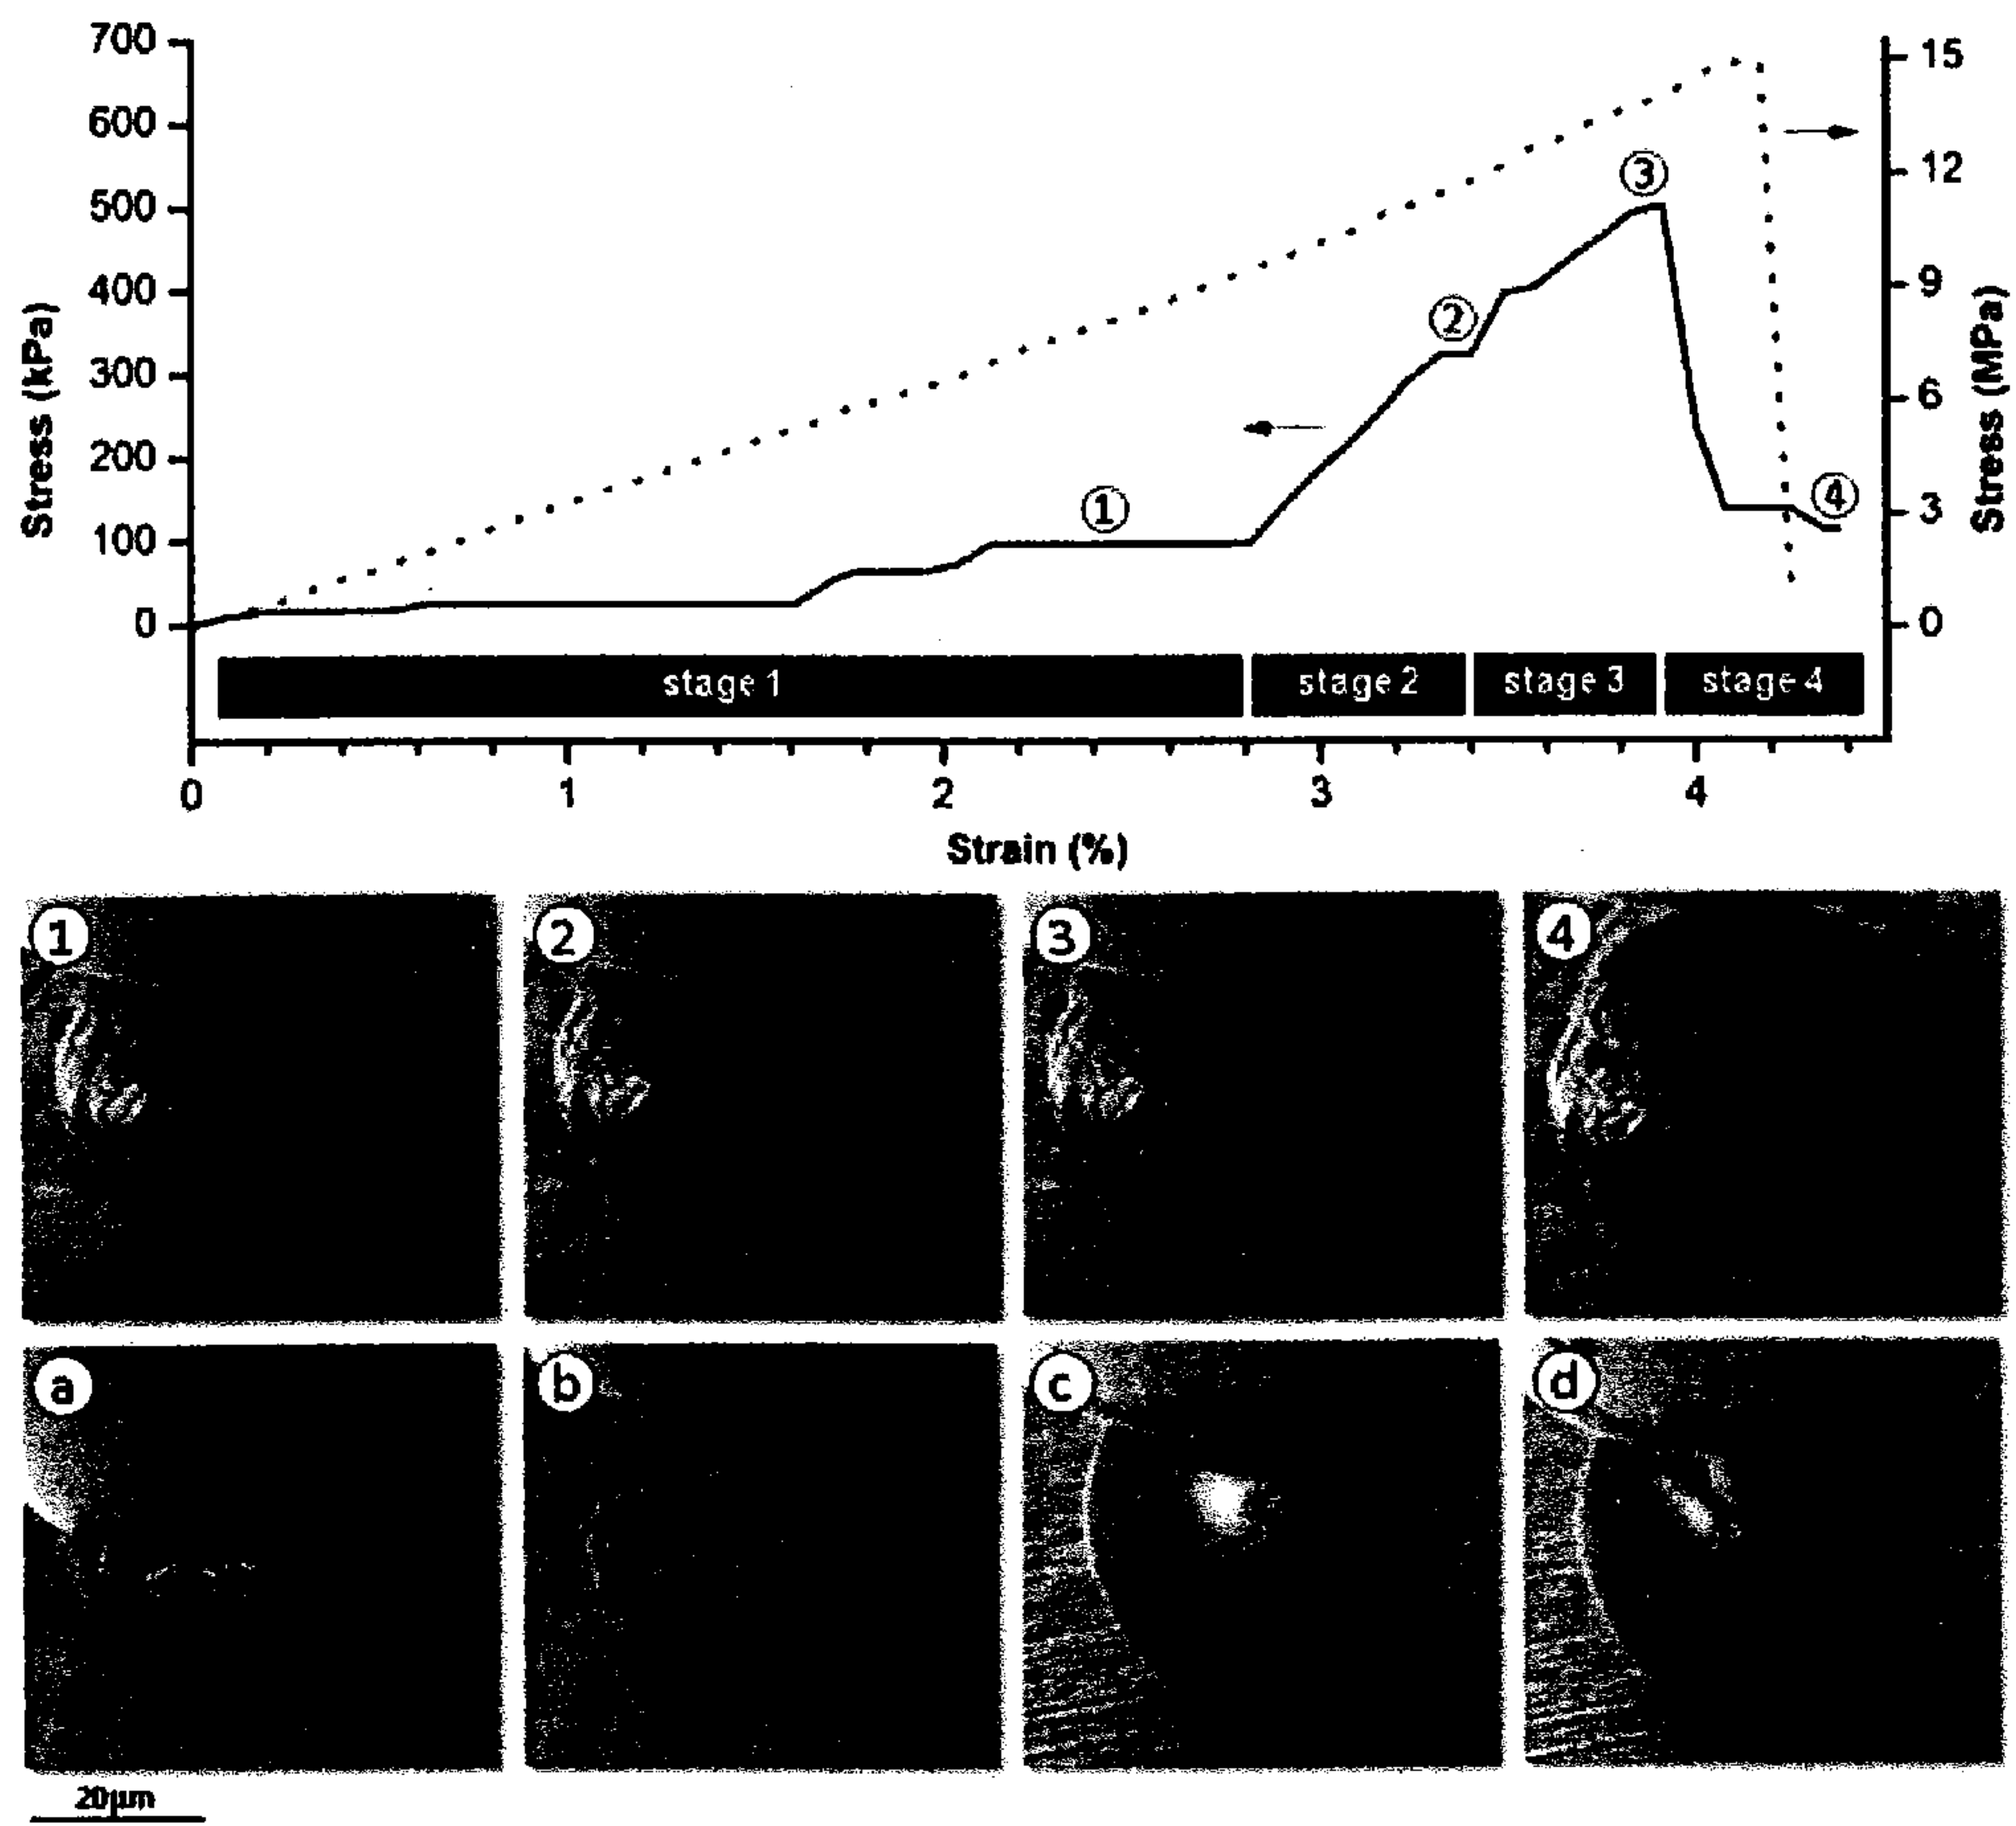 700
600
500
400
300
200
100
0
Stress (kPa)
15
12
9
6
3
0
Stress (MPa)
① ② ③ ④
stage 1 stage 2 stage 3 stage 4
0 1 2 3 4
Strain (%)
1 2 3 4
a b c d
20µm